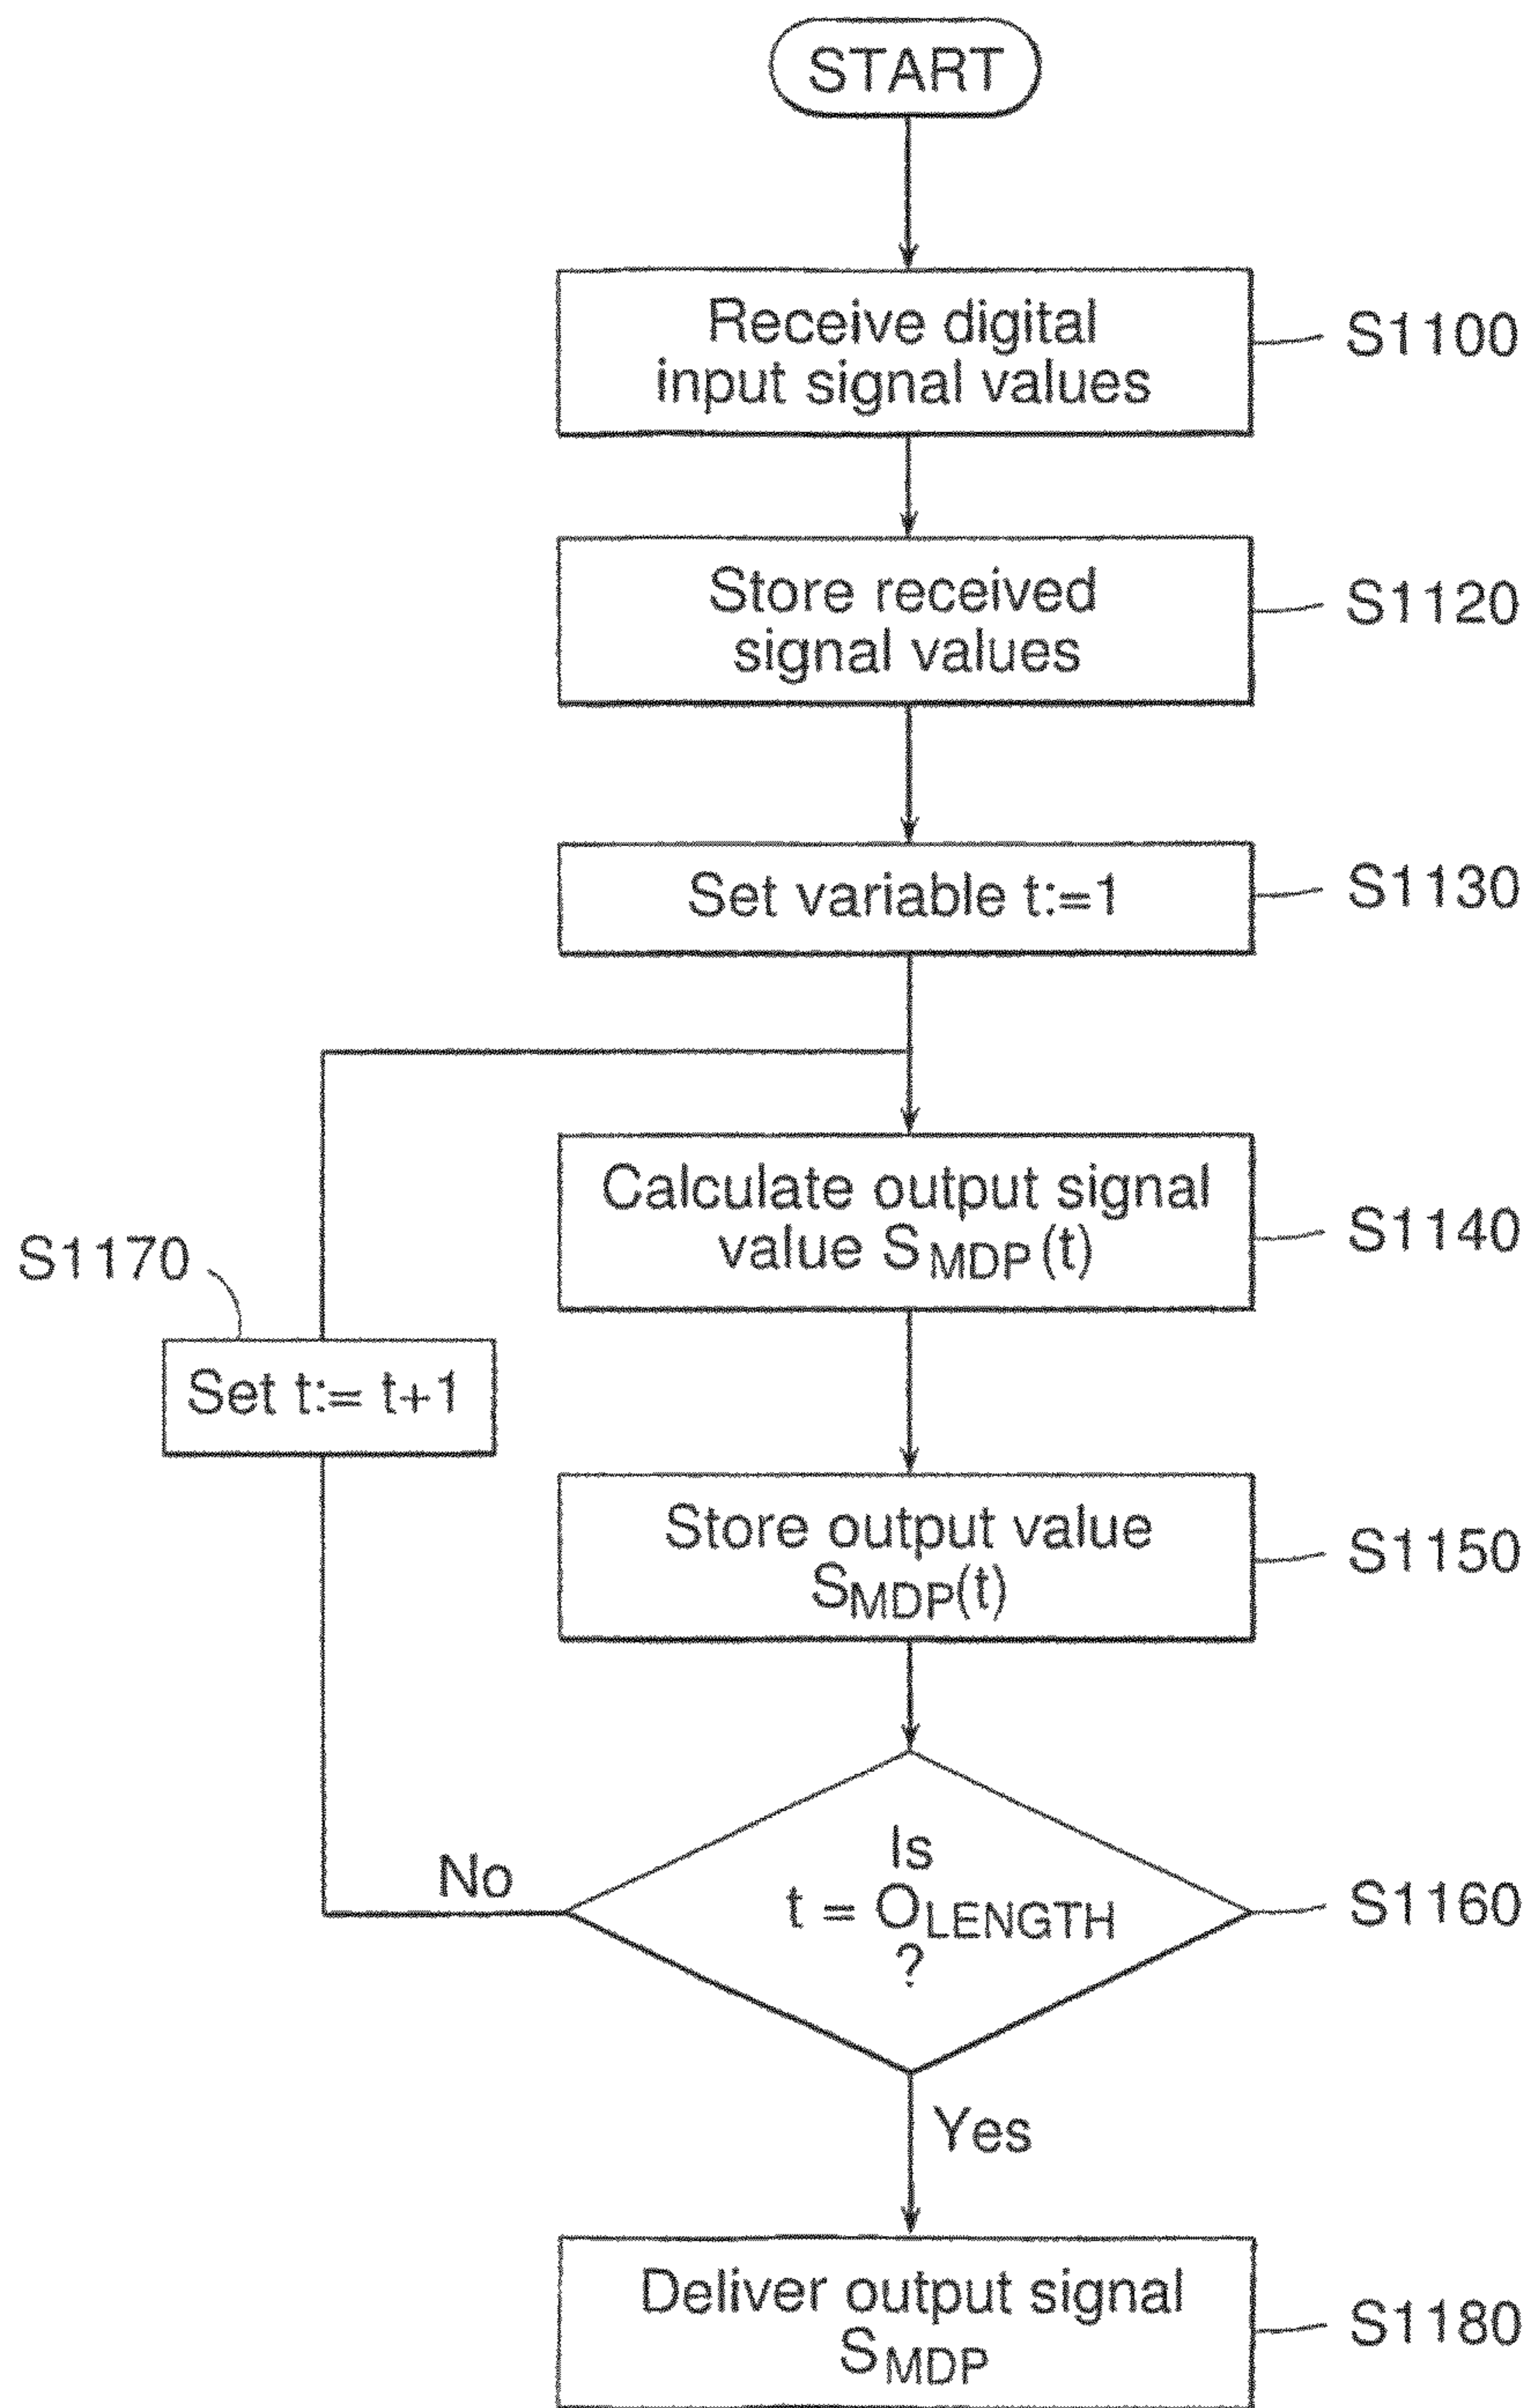 START
Receive digital
input signal values
S1100
Store received
signal values
S1120
Set variable t:=1
S1130
Calculate output signal
value SMDP (t)
S1140
S1170
Set t:= t+1
Store output value
SMDP(t)
S1150
Is
t = OLENGTH
?
S1160
No
Yes
Deliver output signal
SMDP
S1180